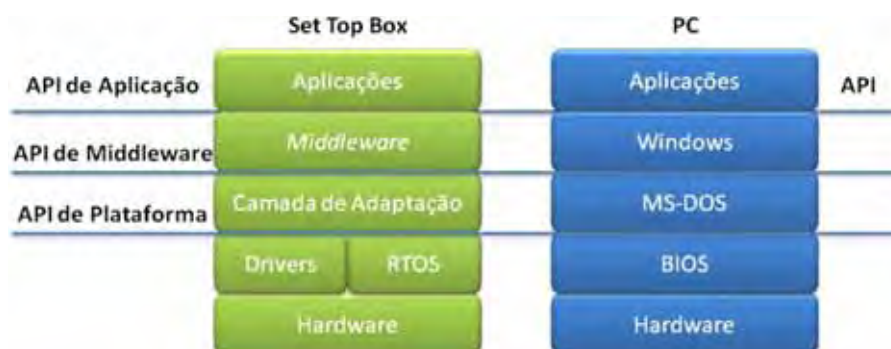 Set Top Box PC
API de Aplicação Aplicações Aplicações API
API de Middleware Middleware Windows
API de Plataforma Camada de Adaptação MS-DOS
Drivers RTOS BIOS
Hardware Hardware